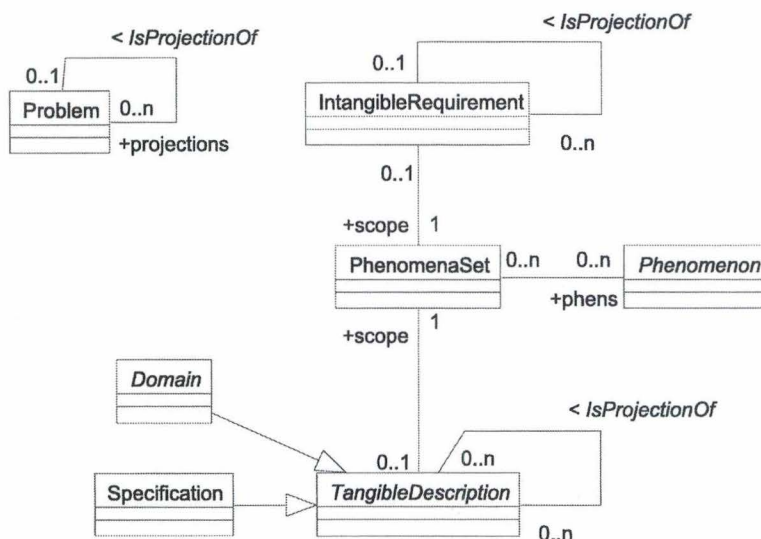 < IsProjectionOf
0..1
Problem
0..n
+projections
< IsProjectionOf
0..1
IntangibleRequirement
0..n
0..1
+scope 1
PhenomenaSet
0..n 0..n
Phenomenon
+phens
+scope
1
Domain
< IsProjectionOf
0..1
0..n
Specification
TangibleDescription
0..n